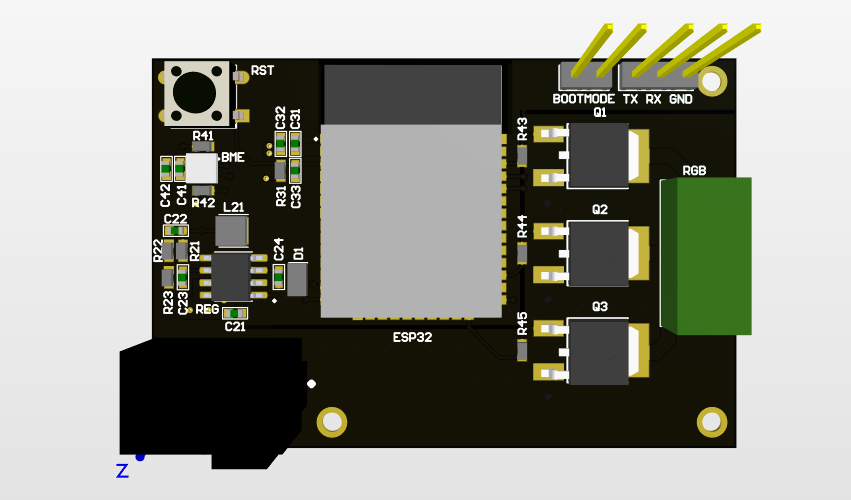 RST
BOOTMODE TX RX GND
Q1
C32
C31
R43
R41
BME
RGB
C42
C41
R42
R31
C33
L21
Q2
C22
R22
R21
C24
D1
R44
R23
C23
REG
C21
Q3
R45
ESP32
Z